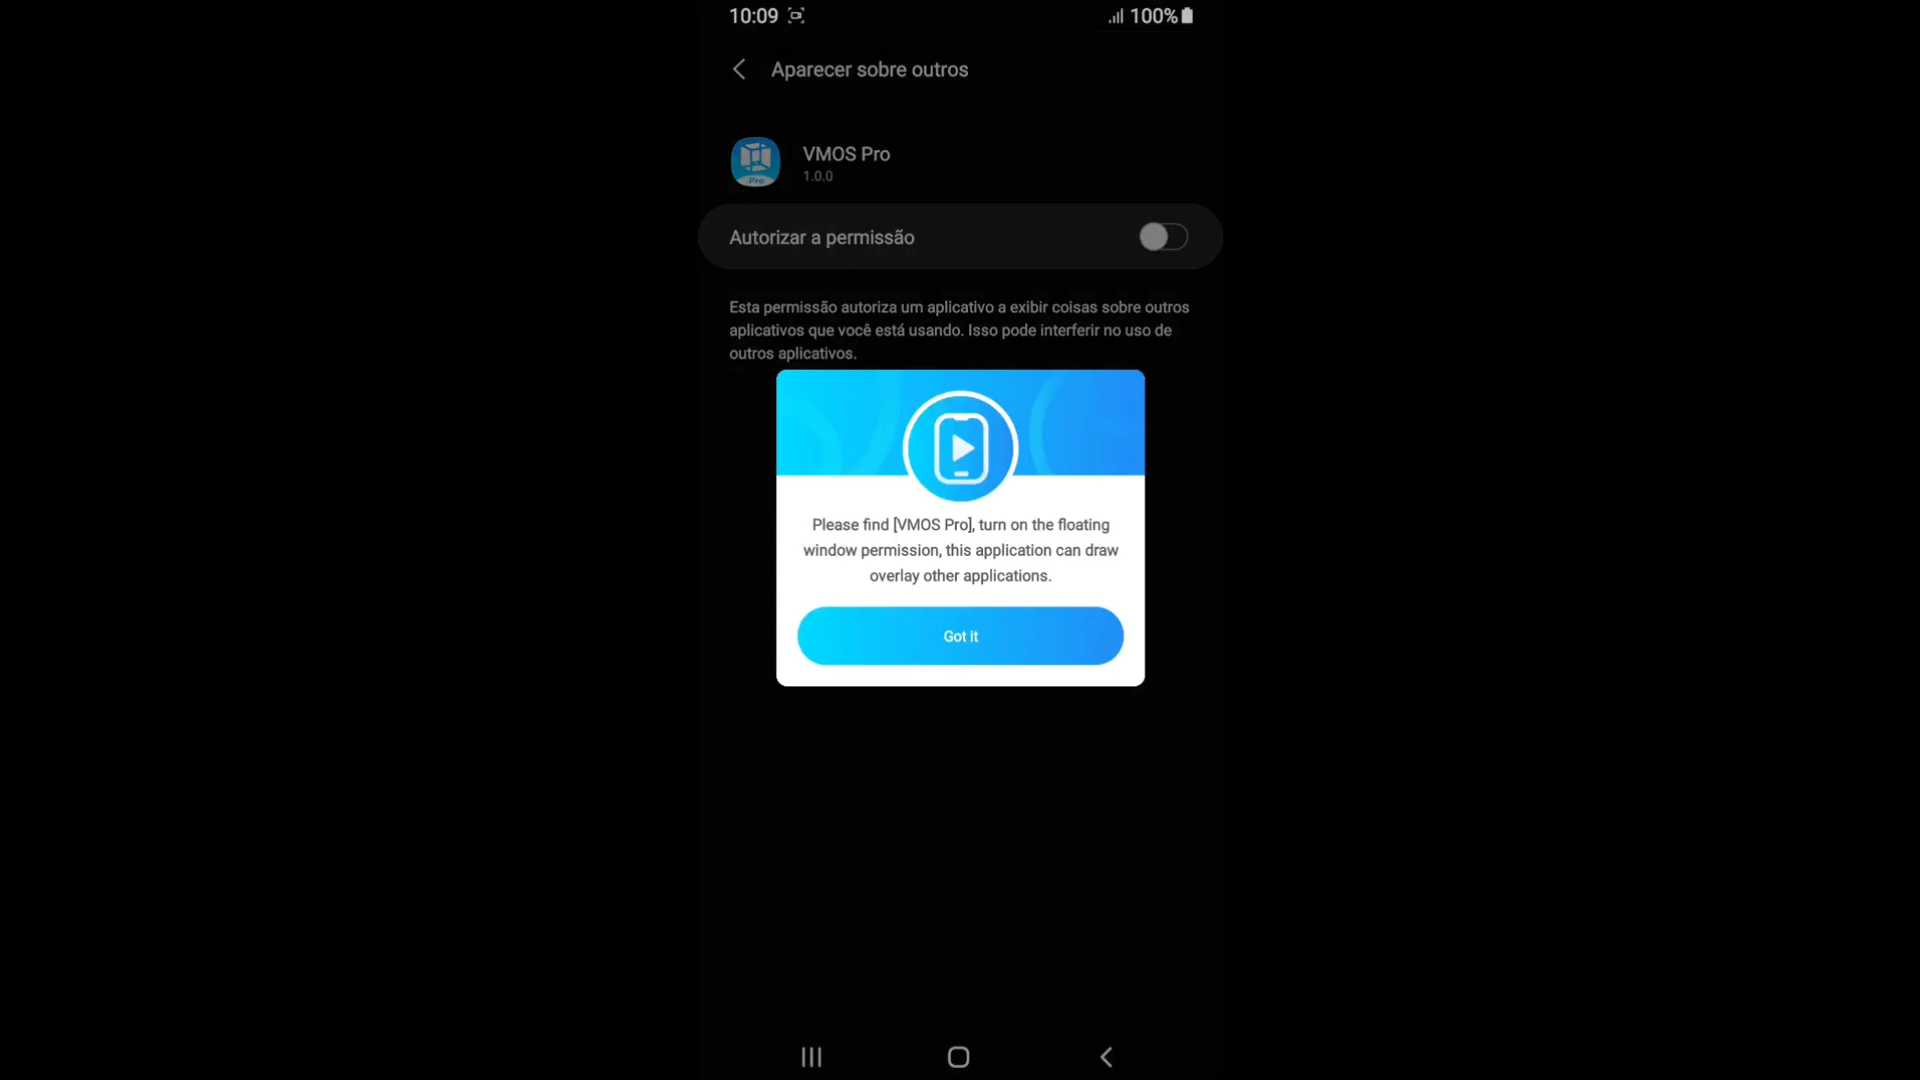 10:09
100%
Aparecer sobre outros
VMOS Pro
1.0.0
Pro
Autorizar a permissão
Esta permissão autoriza um aplicativo a exibir coisas sobre outros
aplicativos que você está usando. Isso pode interferir no uso de
outros aplicativos.
Please find [VMOS Pro], turn on the floating
window permission, this application can draw
overlay other applications.
Got it